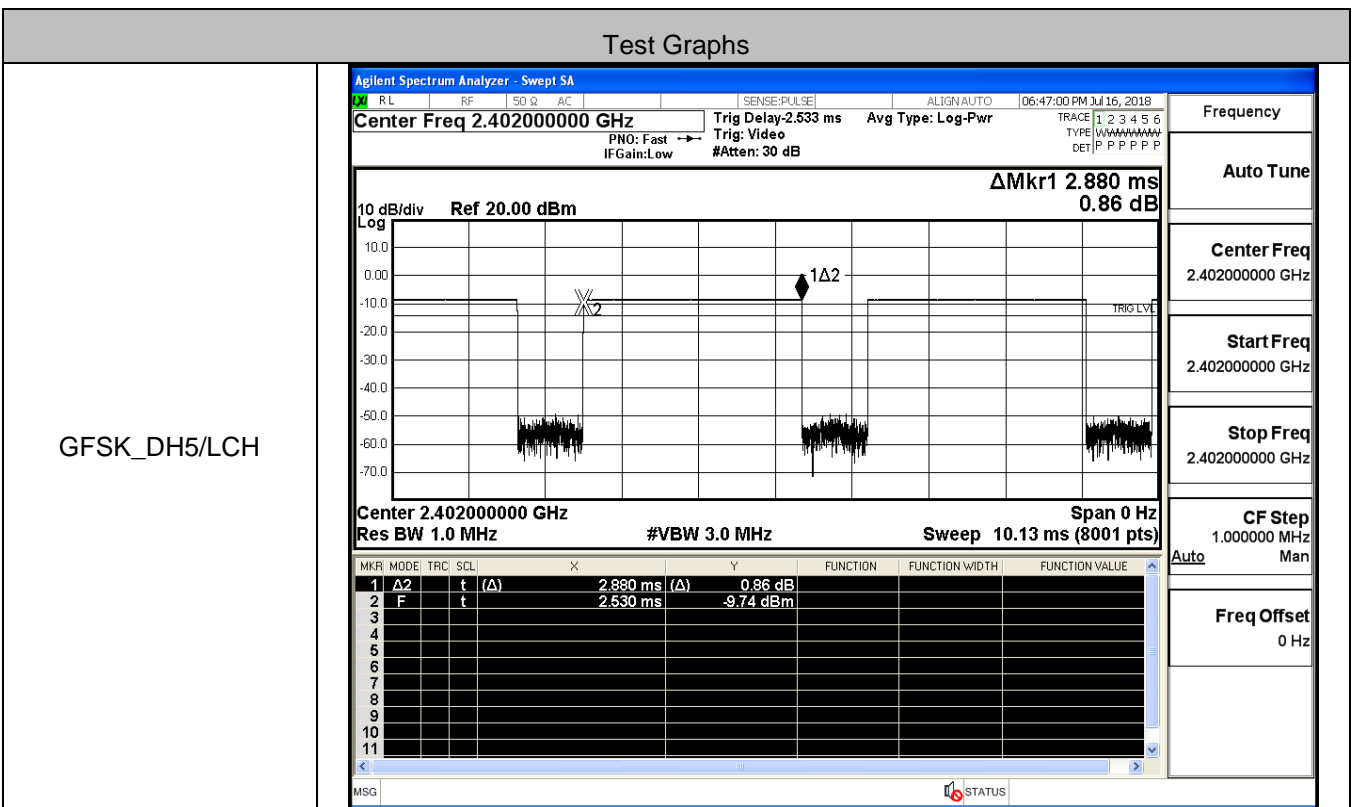 Test Graphs
GFSK_DH5/LCH
Agilent Spectrum Analyzer - Swept SA
LXI RL RF 50 Ω AC SENSE:PULSE ALIGN AUTO 06:47:00 PM Jul 16, 2018
Center Freq 2.402000000 GHz
PNO: Fast
IFGain:Low
Trig Delay-2.533 ms
Trig: Video
#Atten: 30 dB
Avg Type: Log-Pwr
TRACE 1 2 3 4 5 6
TYPE WWWWWW
DET P P P P P P
ΔMkr1 2.880 ms
0.86 dB
10 dB/div Ref 20.00 dBm
Log
10.0
0.00
-10.0
-20.0
-30.0
-40.0
-50.0
-60.0
-70.0
1Δ2
2
TRIG LVL
Center 2.402000000 GHz Span 0 Hz
Res BW 1.0 MHz #VBW 3.0 MHz Sweep 10.13 ms (8001 pts)
MKR MODE TRC SCL X Y FUNCTION FUNCTION WIDTH FUNCTION VALUE
1 Δ2 t (Δ) 2.880 ms (Δ) 0.86 dB
2 F t 2.530 ms -9.74 dBm
3
4
5
6
7
8
9
10
11
MSG STATUS
Frequency
Auto Tune
Center Freq
2.402000000 GHz
Start Freq
2.402000000 GHz
Stop Freq
2.402000000 GHz
CF Step
1.000000 MHz
Auto Man
Freq Offset
0 Hz